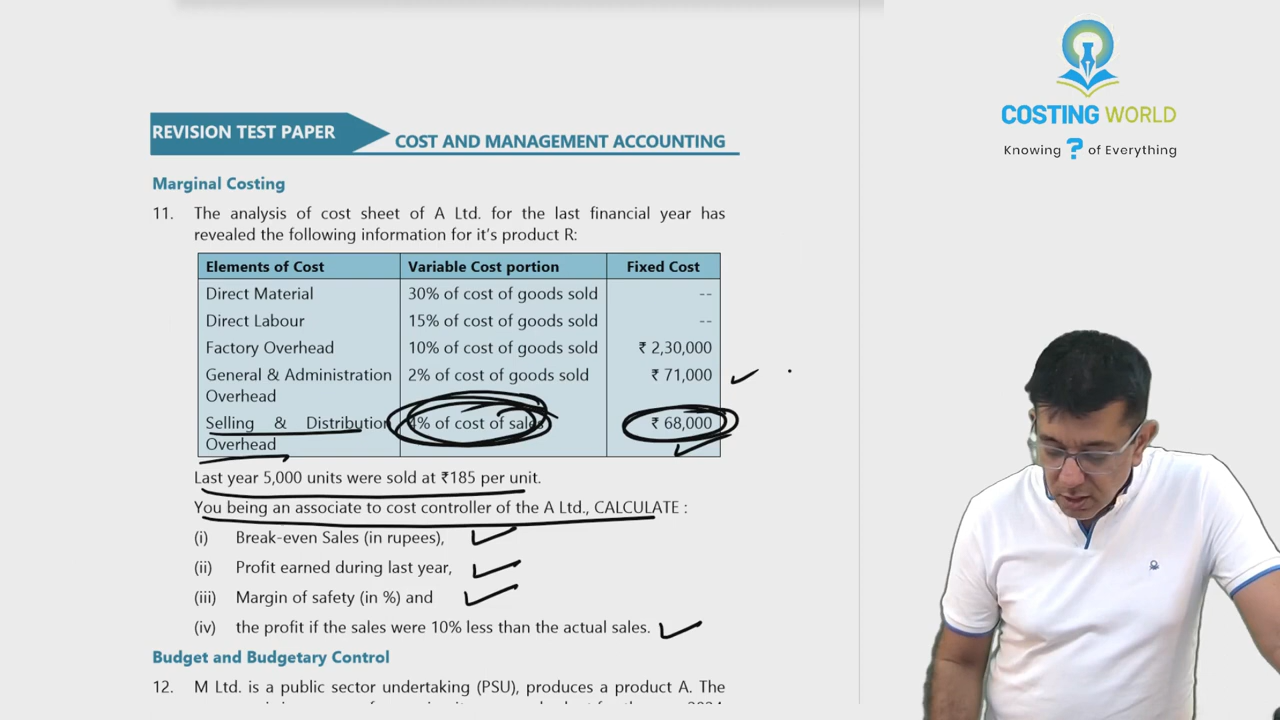 REVISION TEST PAPER
COST AND MANAGEMENT ACCOUNTING
COSTING WORLD
Knowing ? of Everything
Marginal Costing
11. The analysis of cost sheet of A Ltd. for the last financial year has
revealed the following information for it's product R:
Elements of Cost Variable Cost portion Fixed Cost
Direct Material 30% of cost of goods sold --
Direct Labour 15% of cost of goods sold --
Factory Overhead 10% of cost of goods sold ₹ 2,30,000
General & Administration 2% of cost of goods sold ₹ 71,000
Overhead
Selling & Distribution 4% of cost of sales ₹ 68,000
Overhead
Last year 5,000 units were sold at ₹185 per unit.
You being an associate to cost controller of the A Ltd., CALCULATE :
(i) Break-even Sales (in rupees),
(ii) Profit earned during last year,
(iii) Margin of safety (in %) and
(iv) the profit if the sales were 10% less than the actual sales.
Budget and Budgetary Control
12. M Ltd. is a public sector undertaking (PSU), produces a product A. The